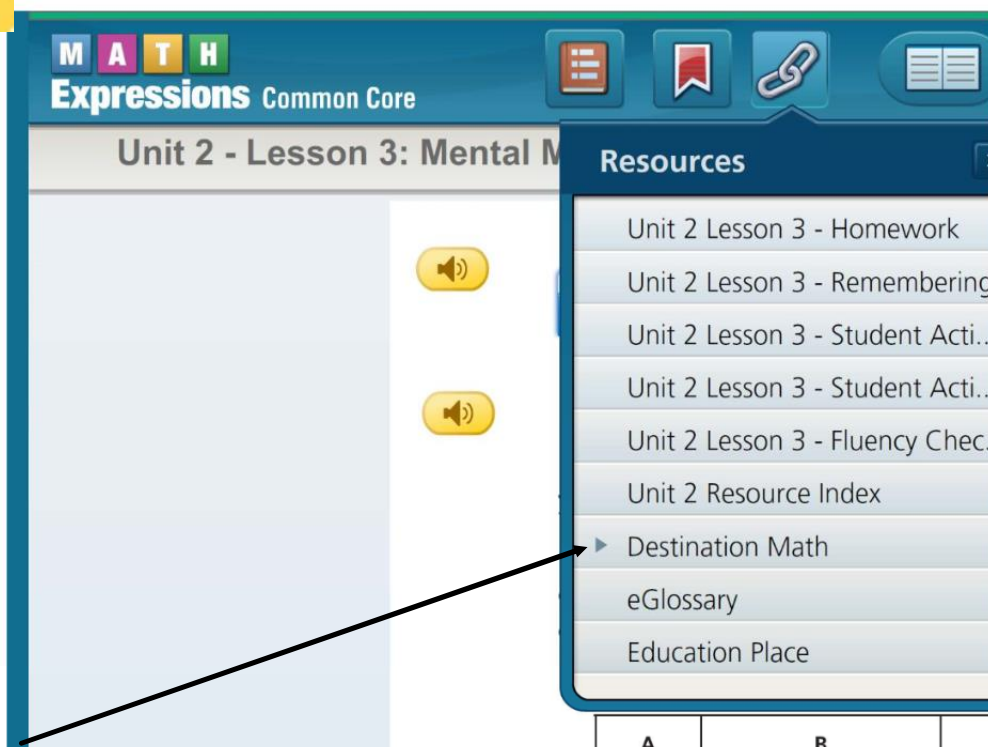 MATH
Expressions Common Core
Unit 2 - Lesson 3: Mental
Resources
Unit 2 Lesson 3 - Homework
Unit 2 Lesson 3 - Remembering
Unit 2 Lesson 3 - Student Acti...
Unit 2 Lesson 3 - Student Acti...
Unit 2 Lesson 3 - Fluency Chec.
Unit 2 Resource Index
Destination Math
eGlossary
Education Place
A B